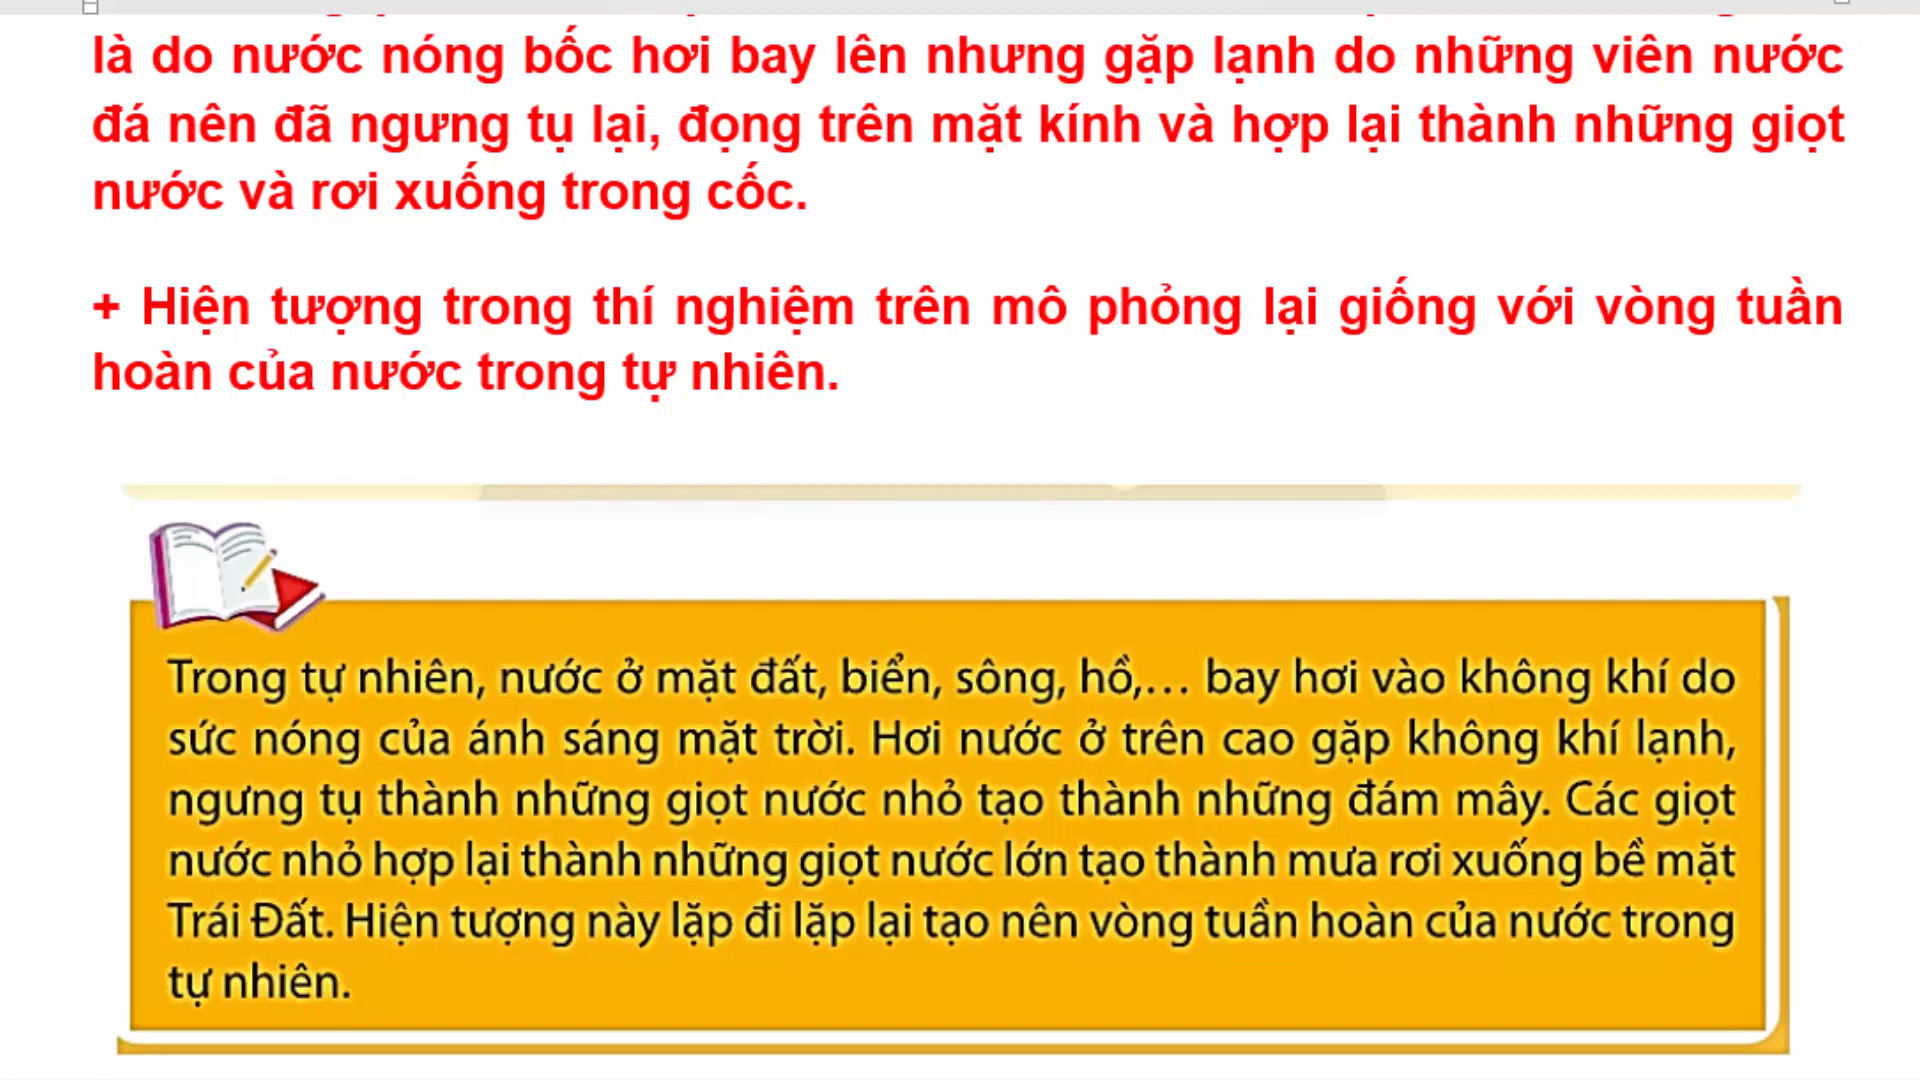 là do nước nóng bốc hơi bay lên nhưng gặp lạnh do những viên nước
đá nên đã ngưng tụ lại, đọng trên mặt kính và hợp lại thành những giọt
nước và rơi xuống trong cốc.
+ Hiện tượng trong thí nghiệm trên mô phỏng lại giống với vòng tuần
hoàn của nước trong tự nhiên.
Trong tự nhiên, nước ở mặt đất, biển, sông, hồ,... bay hơi vào không khí do
sức nóng của ánh sáng mặt trời. Hơi nước ở trên cao gặp không khí lạnh,
ngưng tụ thành những giọt nước nhỏ tạo thành những đám mây. Các giọt
nước nhỏ hợp lại thành những giọt nước lớn tạo thành mưa rơi xuống bề mặt
Trái Đất. Hiện tượng này lặp đi lặp lại tạo nên vòng tuần hoàn của nước trong
tự nhiên.